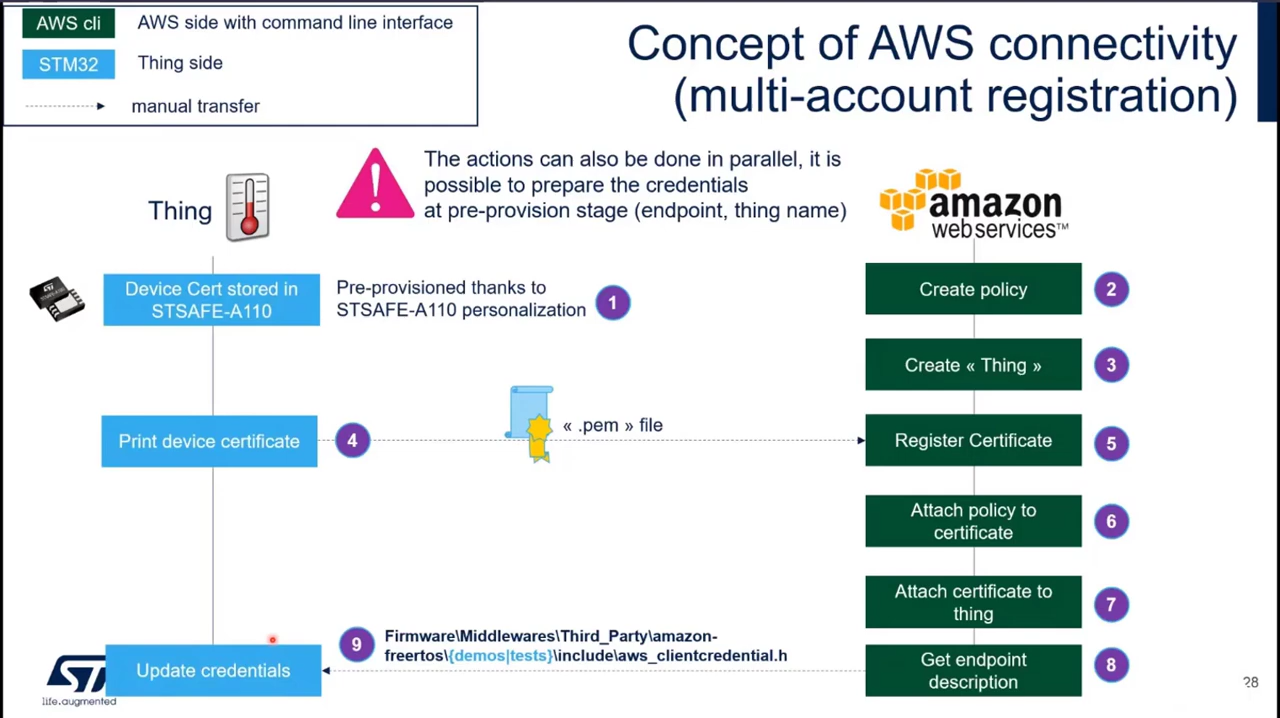 AWS cli
AWS side with command line interface
STM32
Thing side
manual transfer
Concept of AWS connectivity
(multi-account registration)
Thing
!
The actions can also be done in parallel, it is
possible to prepare the credentials
at pre-provision stage (endpoint, thing name)
amazon
webservices™
Device Cert stored in
STSAFE-A110
Pre-provisioned thanks to
STSAFE-A110 personalization
1
Create policy
2
Create « Thing »
3
Print device certificate
4
« .pem » file
Register Certificate
5
Attach policy to
certificate
6
Attach certificate to
thing
7
Update credentials
9
Firmware\Middlewares\Third_Party\amazon-
freertos\{demos|tests}\include\aws_clientcredential.h
Get endpoint
description
8
ST
life.augmented
28